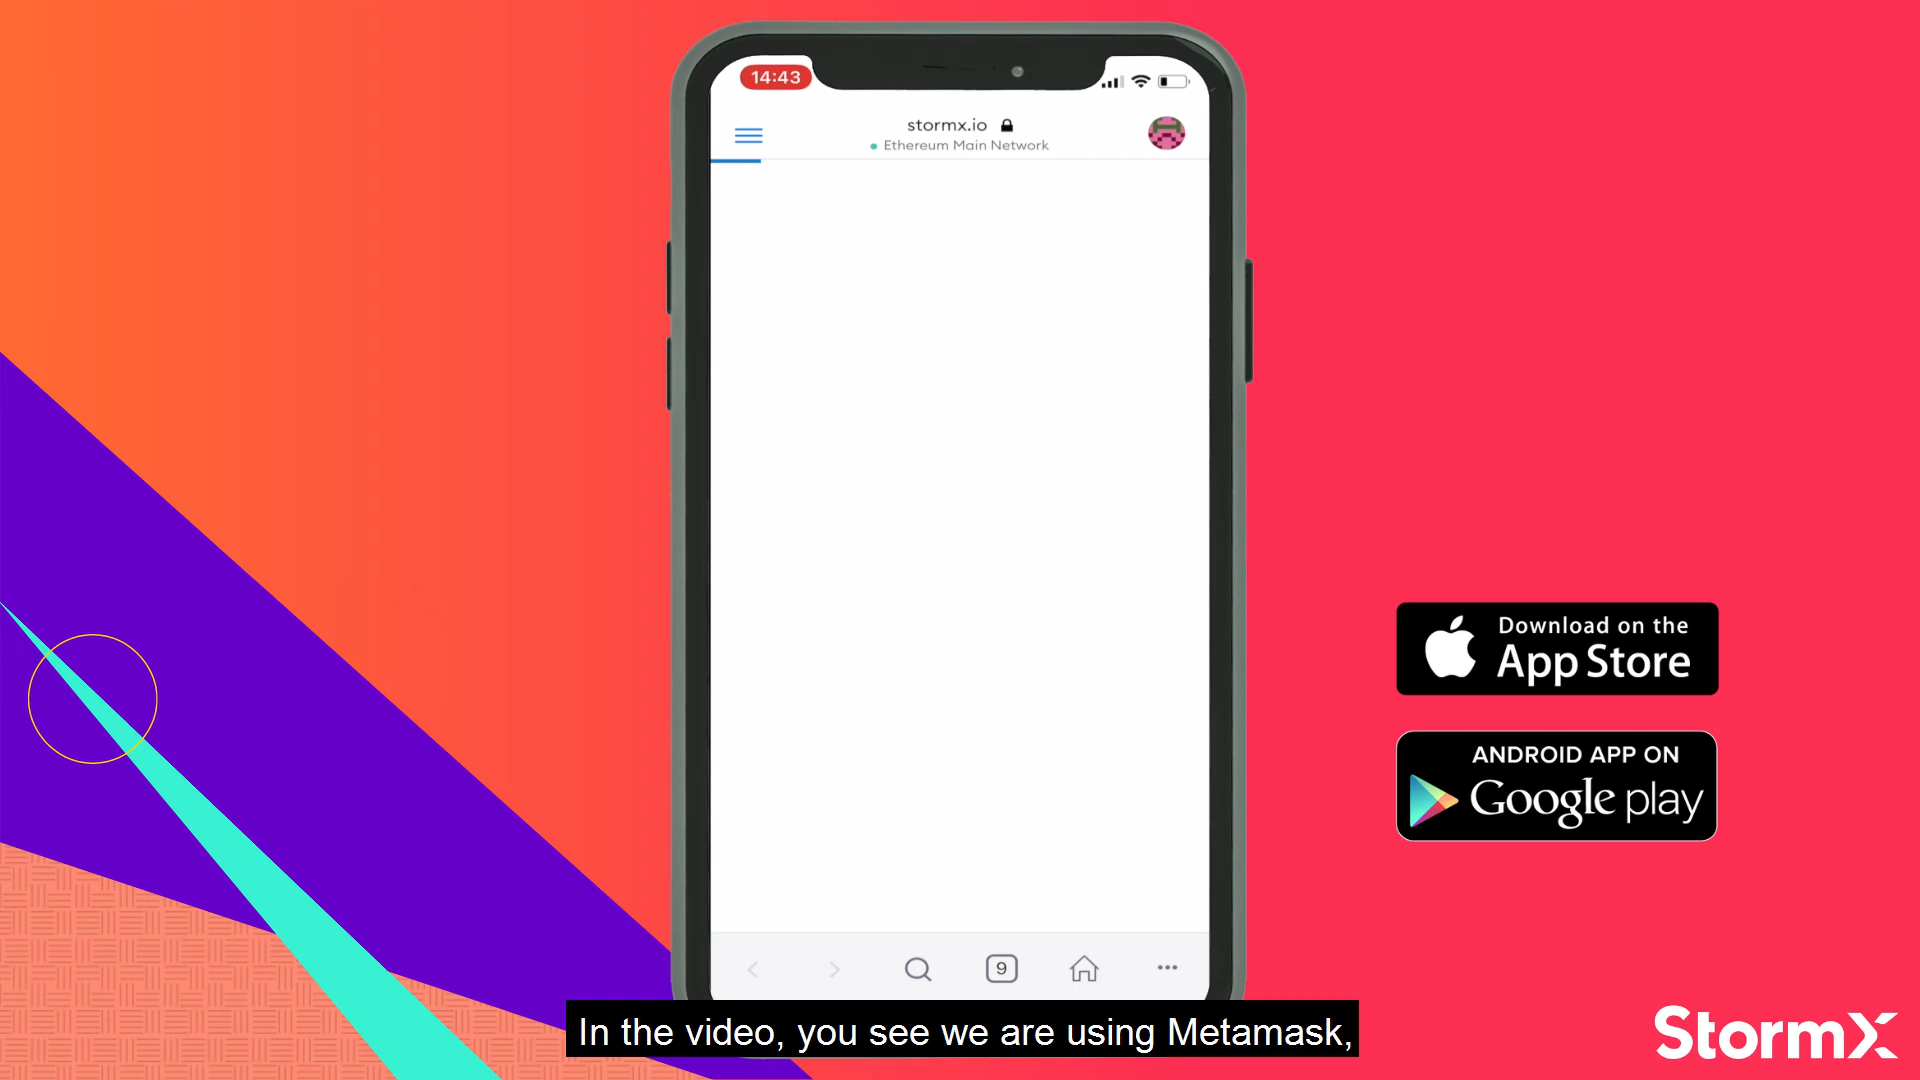 14:43
stormx.io
Ethereum Main Network
9
Download on the
App Store
ANDROID APP ON
Google play
In the video, you see we are using Metamask,
StormX